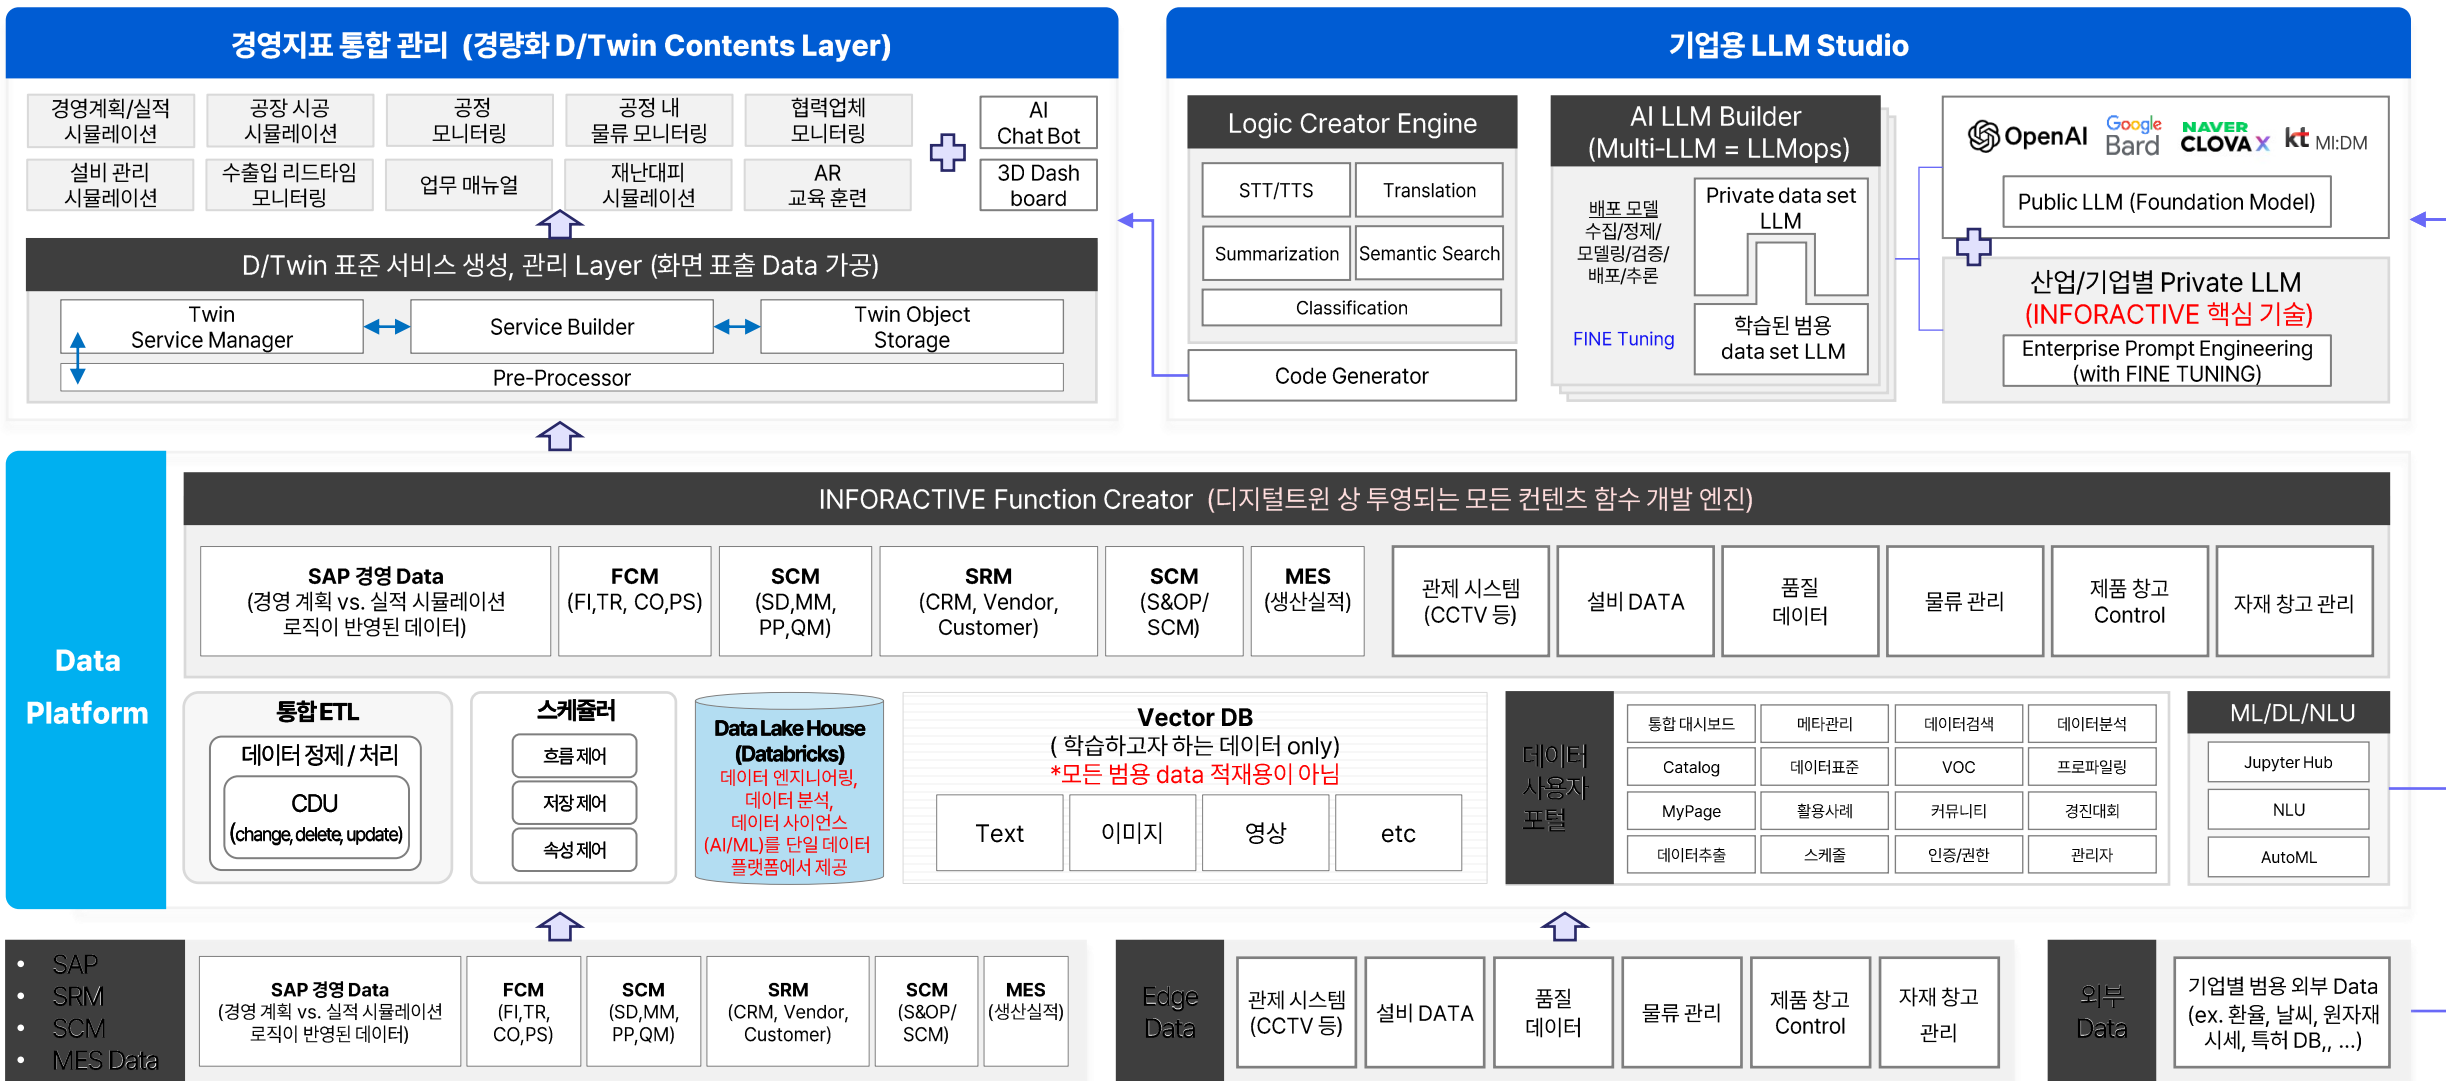 경영지표 통합 관리 (경량화 D/Twin Contents Layer)
경영계획/실적
시뮬레이션
공장 시공
시뮬레이션
공정
모니터링
공정 내
물류 모니터링
협력업체
모니터링
설비 관리
시뮬레이션
수출입 리드타임
모니터링
업무 매뉴얼
재난대피
시뮬레이션
AR
교육 훈련
AI
Chat Bot
3D Dash
board
D/Twin 표준 서비스 생성, 관리 Layer (화면 표출 Data 가공)
Twin
Service Manager
Service Builder
Twin Object
Storage
Pre-Processor
기업용 LLM Studio
Logic Creator Engine
STT/TTS
Translation
Summarization
Semantic Search
Classification
Code Generator
AI LLM Builder
(Multi-LLM = LLMops)
배포 모델
수집/정제/
모델링/검증/
배포/추론
FINE Tuning
Private data set
LLM
학습된 범용
data set LLM
OpenAI
Google
Bard
NAVER
CLOVA X
kt MI:DM
Public LLM (Foundation Model)
산업/기업별 Private LLM
(INFORACTIVE 핵심 기술)
Enterprise Prompt Engineering
(with FINE TUNING)
Data
Platform
INFORACTIVE Function Creator (디지털트윈 상 투영되는 모든 컨텐츠 함수 개발 엔진)
SAP 경영 Data
(경영 계획 vs. 실적 시뮬레이션
로직이 반영된 데이터)
FCM
(FI,TR, CO,PS)
SCM
(SD,MM,
PP,QM)
SRM
(CRM, Vendor,
Customer)
SCM
(S&OP/
SCM)
MES
(생산실적)
관제 시스템
(CCTV 등)
설비 DATA
품질
데이터
물류 관리
제품 창고
Control
자재 창고 관리
통합 ETL
데이터 정제 / 처리
CDU
(change, delete, update)
스케쥴러
흐름 제어
저장 제어
속성 제어
Data Lake House
(Databricks)
데이터 엔지니어링,
데이터 분석,
데이터 사이언스
(AI/ML)를 단일 데이터
플랫폼에서 제공
Vector DB
( 학습하고자 하는 데이터 only)
*모든 범용 data 적재용이 아님
Text
이미지
영상
etc
데이터
사용자
포털
통합 대시보드
메타관리
데이터검색
데이터분석
Catalog
데이터표준
VOC
프로파일링
MyPage
활용사례
커뮤니티
경진대회
데이터추출
스케줄
인증/권한
관리자
ML/DL/NLU
Jupyter Hub
NLU
AutoML
• SAP
• SRM
• SCM
• MES Data
SAP 경영 Data
(경영 계획 vs. 실적 시뮬레이션
로직이 반영된 데이터)
FCM
(FI,TR,
CO,PS)
SCM
(SD,MM,
PP,QM)
SRM
(CRM, Vendor,
Customer)
SCM
(S&OP/
SCM)
MES
(생산실적)
Edge
Data
관제 시스템
(CCTV 등)
설비 DATA
품질
데이터
물류 관리
제품 창고
Control
자재 창고
관리
외부
Data
기업별 범용 외부 Data
(ex. 환율, 날씨, 원자재
시세, 특허 DB,, ...)